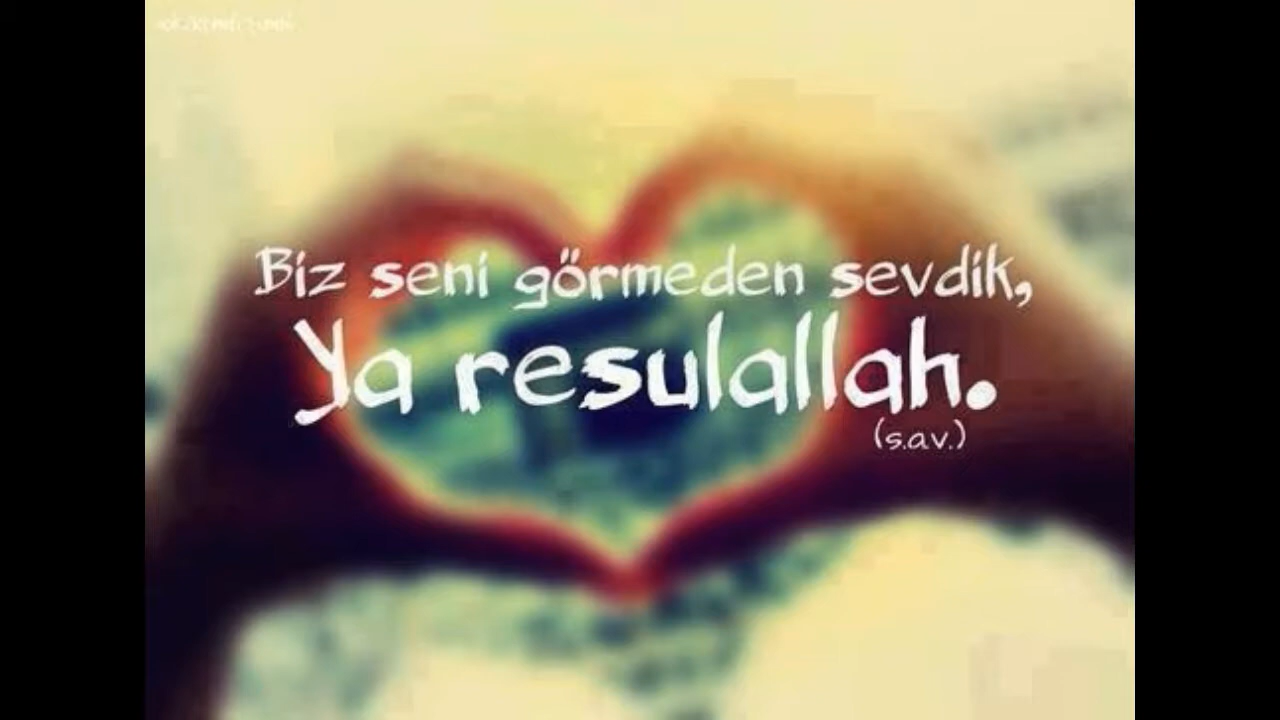 Biz seni görmeden sevdik,
Ya resulallah.
(s.a.v.)